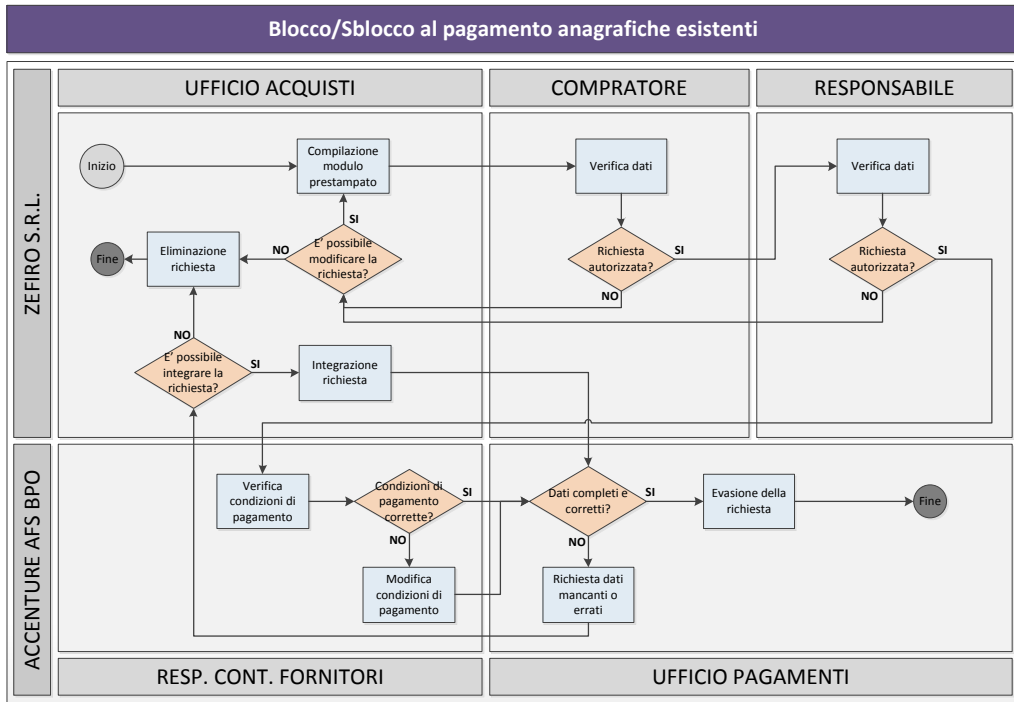 Blocco/Sblocco al pagamento anagrafiche esistenti
UFFICIO ACQUISTI
COMPRATORE
RESPONSABILE
ZEFIRO S.R.L.
Inizio
Compilazione
modulo
prestampato
Verifica dati
Verifica dati
SI
Fine
Eliminazione
richiesta
NO
E' possibile
modificare la
richiesta?
Richiesta
autorizzata?
SI
NO
Richiesta
autorizzata?
SI
NO
NO
E' possibile
integrare la
richiesta?
SI
Integrazione
richiesta
ACCENTURE AFS BPO
Verifica
condizioni di
pagamento
Condizioni di
pagamento
corrette?
SI
NO
Dati completi e
corretti?
SI
NO
Evasione della
richiesta
Fine
Modifica
condizioni di
pagamento
Richiesta dati
mancanti o
errati
RESP. CONT. FORNITORI
UFFICIO PAGAMENTI